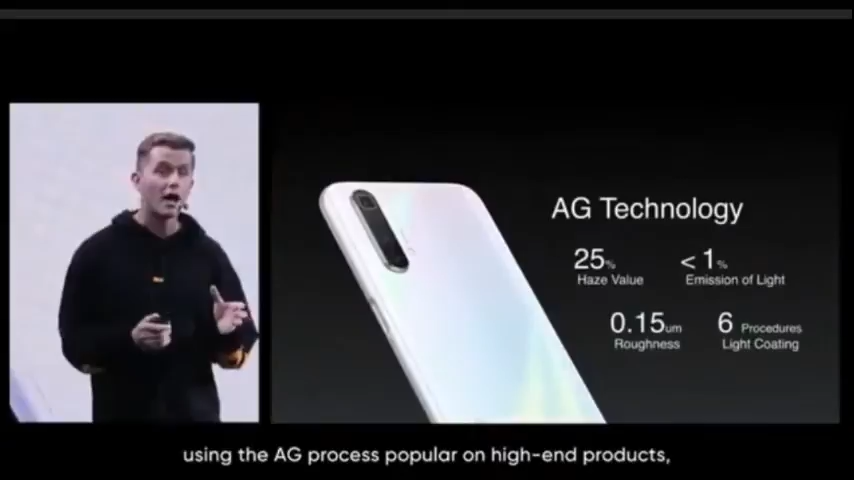 AG Technology
25%
Haze Value
< 1%
Emission of Light
0.15um
Roughness
6 Procedures
Light Coating
using the AG process popular on high-end products,